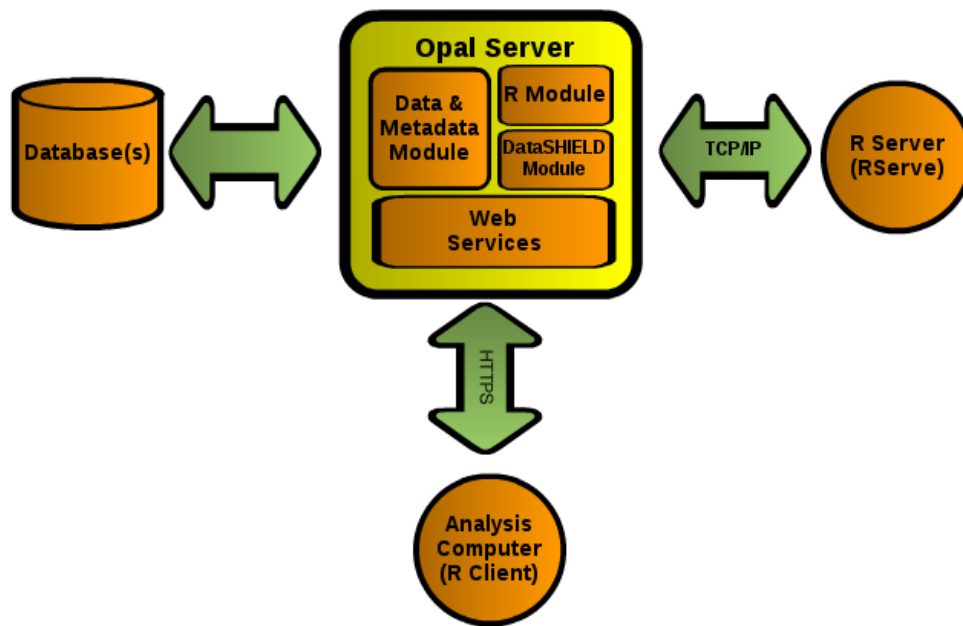 Opal Server
Database(s)
Data &
Metadata
Module
R Module
DataSHIELD
Module
Web
Services
TCP/IP
R Server
(RServe)
HTTPS
Analysis
Computer
(R Client)